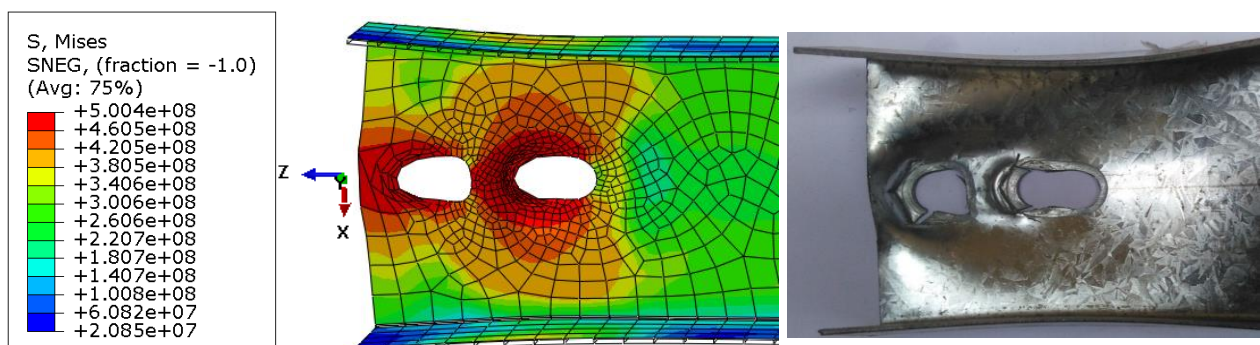 S, Mises
SNEG, (fraction = -1.0)
(Avg: 75%)
+5.004e+08
+4.605e+08
+4.205e+08
+3.805e+08
+3.406e+08
+3.006e+08
+2.606e+08
+2.207e+08
+1.807e+08
+1.407e+08
+1.008e+08
+6.082e+07
+2.085e+07
Z
X